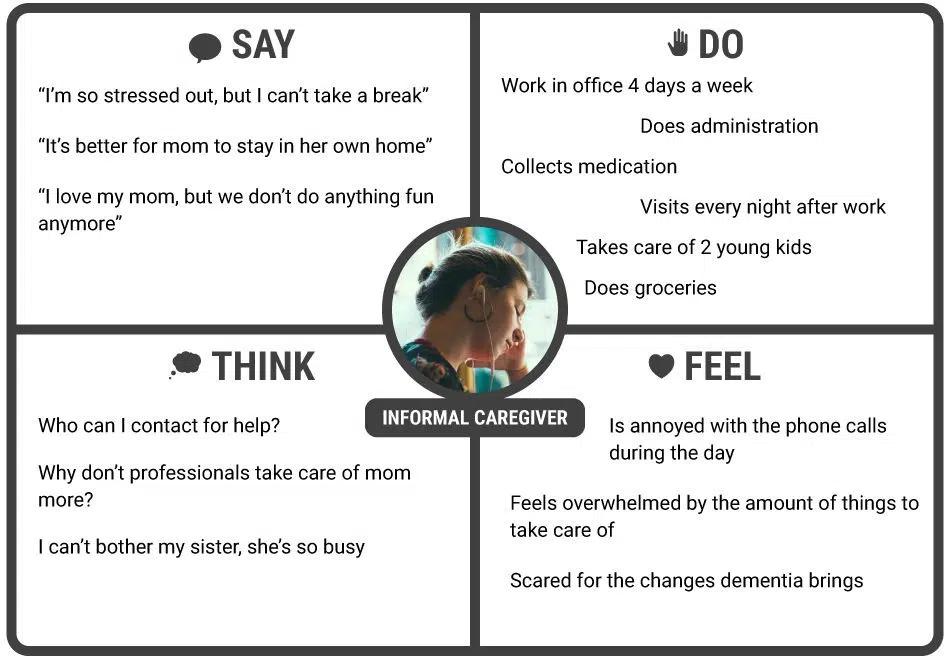 SAY
“I’m so stressed out, but I can’t take a break”
“It’s better for mom to stay in her own home”
“I love my mom, but we don’t do anything fun
anymore”
DO
Work in office 4 days a week
Does administration
Collects medication
Visits every night after work
Takes care of 2 young kids
Does groceries
INFORMAL CAREGIVER
THINK
Who can I contact for help?
Why don’t professionals take care of mom
more?
I can’t bother my sister, she’s so busy
FEEL
Is annoyed with the phone calls
during the day
Feels overwhelmed by the amount of things to
take care of
Scared for the changes dementia brings